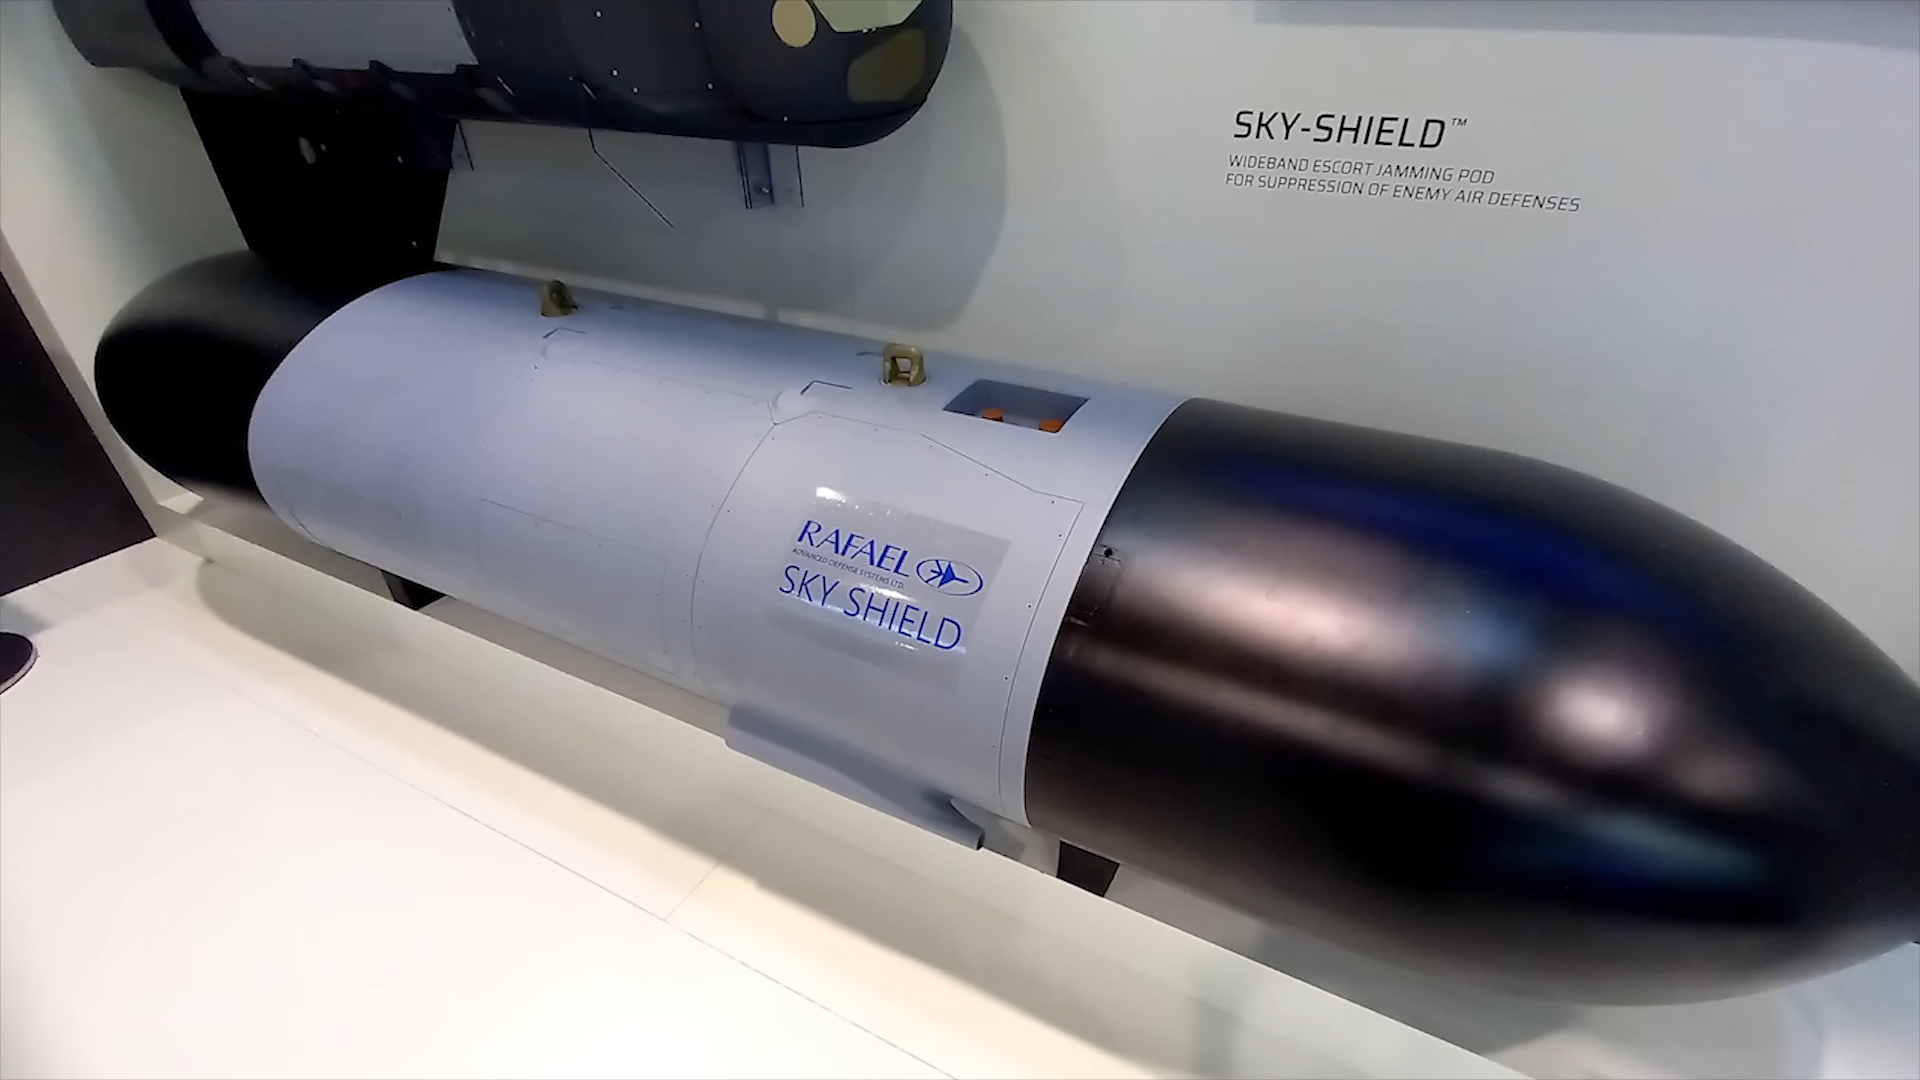 SKY-SHIELD™
WIDEBAND ESCORT JAMMING POD
FOR SUPPRESSION OF ENEMY AIR DEFENSES
RAFAEL
ADVANCED DEFENSE SYSTEMS LTD.
SKY SHIELD